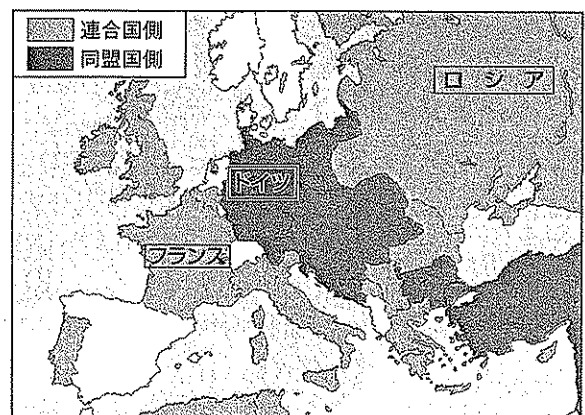 連合国側
同盟国側
ロシア
ドイツ
フランス